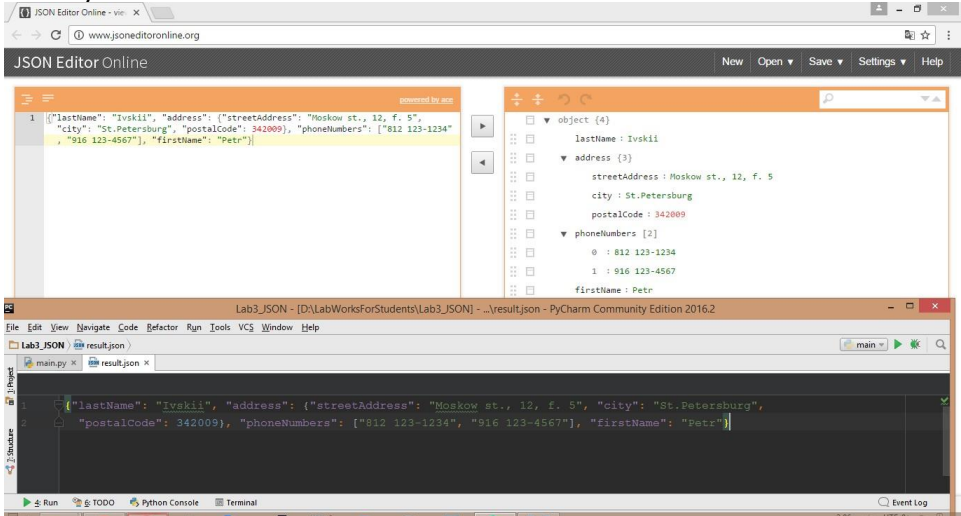 JSON Editor Online - vie
www.jsoneditoronline.org
JSON Editor Online
New Open ▼ Save ▼ Settings ▼ Help
powered by ace
1 {"lastName": "Ivskii", "address": {"streetAddress": "Moskow st., 12, f. 5",
"city": "St.Petersburg", "postalCode": 342009}, "phoneNumbers": ["812 123-1234"
, "916 123-4567"], "firstName": "Petr"}
object {4}
lastName : Ivskii
address {3}
streetAddress : Moskow st., 12, f. 5
city : St.Petersburg
postalCode : 342009
phoneNumbers [2]
0 : 812 123-1234
1 : 916 123-4567
firstName : Petr
PC
Lab3_JSON - [D:\LabWorksForStudents\Lab3_JSON] - ...\result.json - PyCharm Community Edition 2016.2
File Edit View Navigate Code Refactor Run Tools VCS Window Help
Lab3_JSON result.json
main
main.py × result.json ×
1: Project
1 {"lastName": "Ivskii", "address": {"streetAddress": "Moskow st., 12, f. 5", "city": "St.Petersburg",
2 "postalCode": 342009}, "phoneNumbers": ["812 123-1234", "916 123-4567"], "firstName": "Petr"}
7: Structure
4: Run 6: TODO Python Console Terminal
Event Log